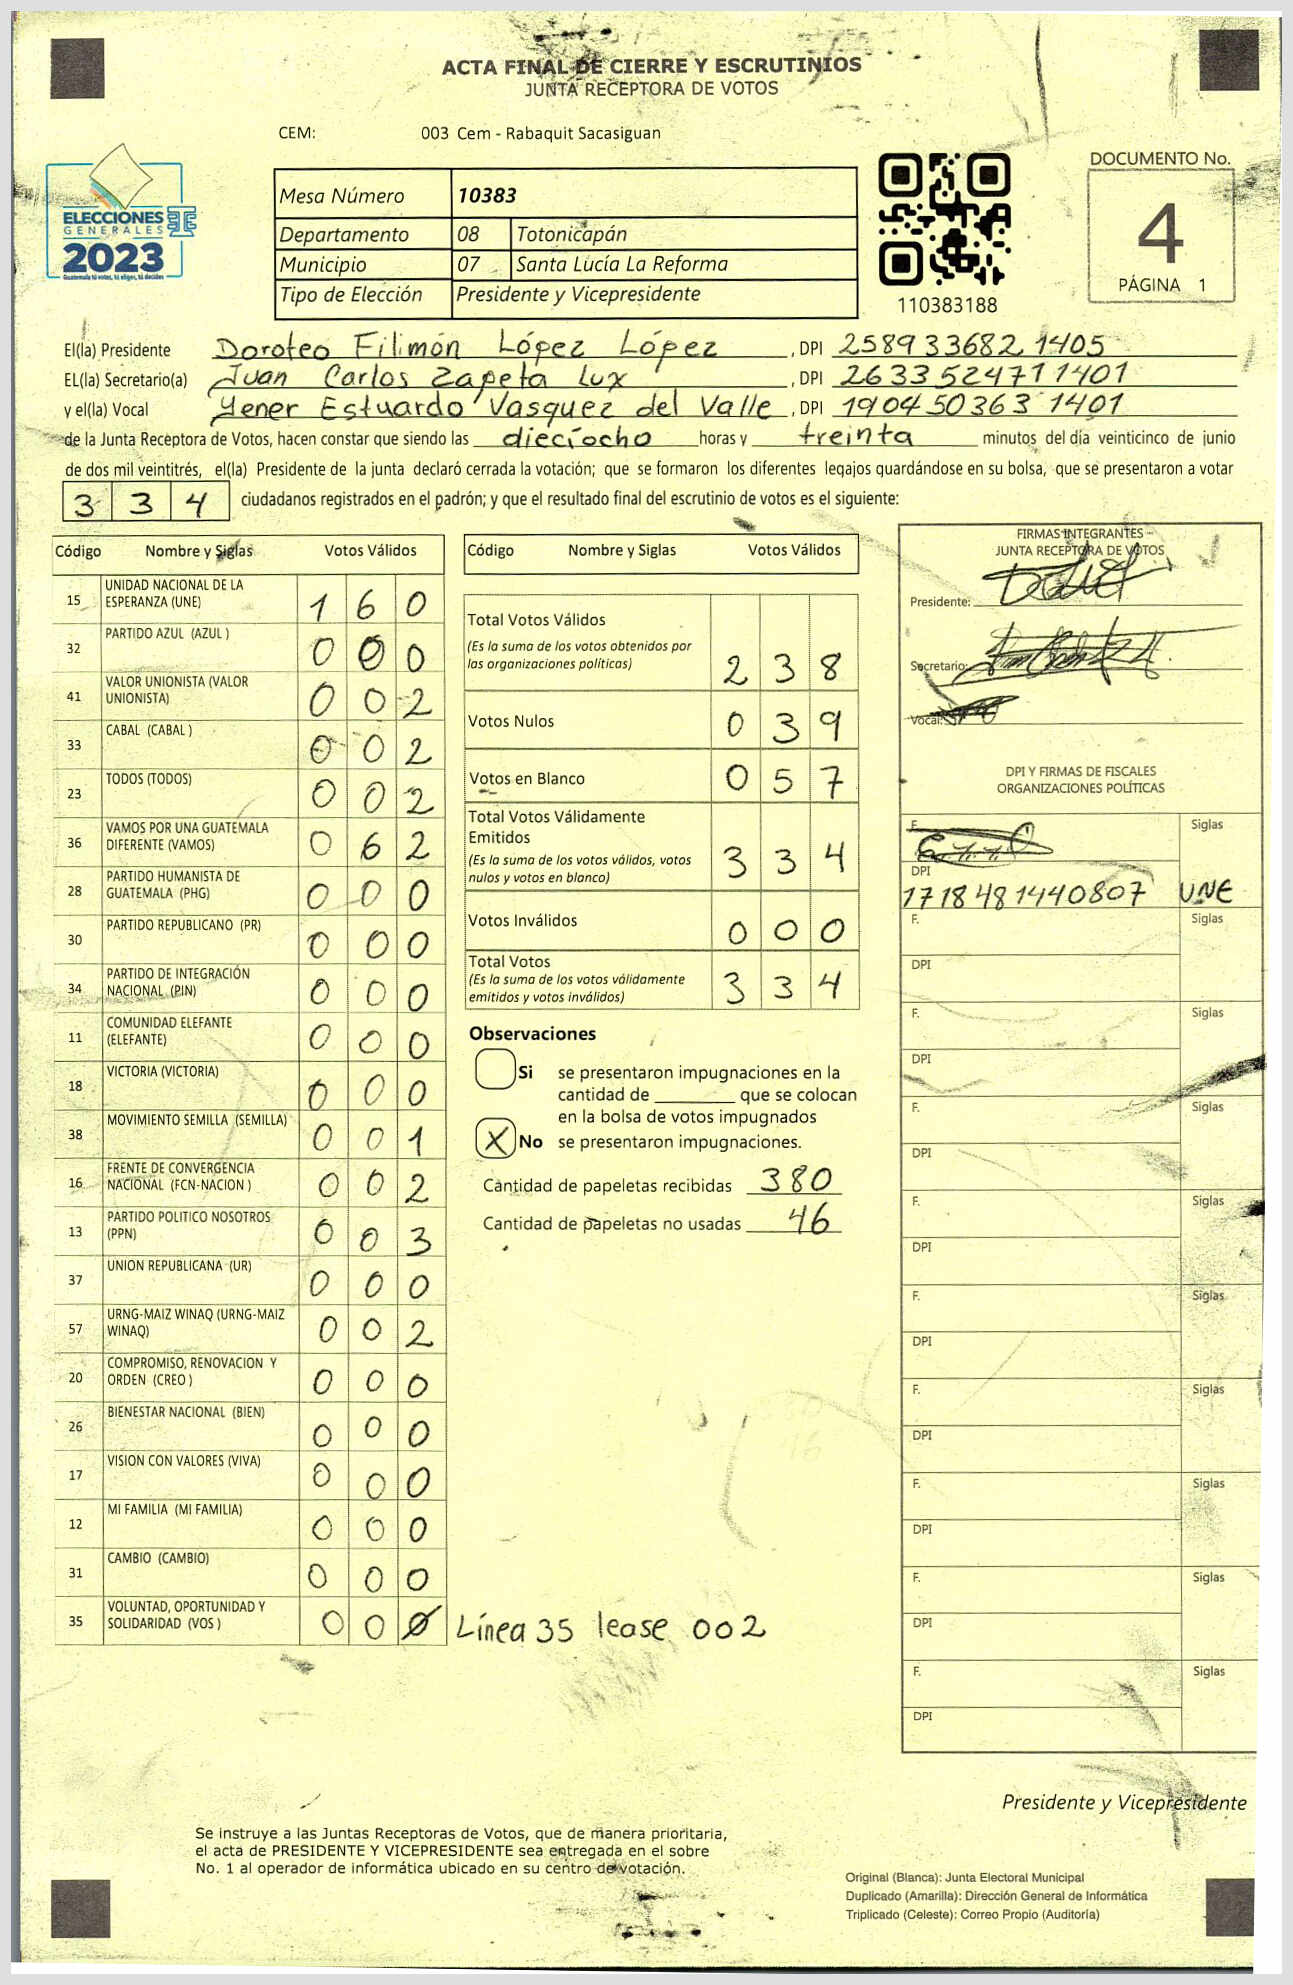 ACTA FINAL DE CIERRE Y ESCRUTINIOS
JUNTA RECEPTORA DE VOTOS
CEM: 003 Cem - Rabaquit Sacasiguan
ELECCIONES
GENERALES
2023
Guatemala tú votas, tú eliges, tú decides
Mesa Número 10383
Departamento 08 Totonicapán
Municipio 07 Santa Lucía La Reforma
Tipo de Elección Presidente y Vicepresidente
110383188
DOCUMENTO No.
4
PÁGINA 1
El(la) Presidente Doroteo Filimón López López, DPI 258933682 1405
EL(la) Secretario(a) Juan Carlos Zapeta Lux, DPI 2633524711401
y el(la) Vocal Yener Estuardo Vasquez del Valle, DPI 190450363 1401
de la Junta Receptora de Votos, hacen constar que siendo las dieciocho horas y treinta minutos del día veinticinco de junio
de dos mil veintitrés, el(la) Presidente de la junta declaró cerrada la votación; que se formaron los diferentes legajos guardándose en su bolsa, que se presentaron a votar
3 3 4 ciudadanos registrados en el padrón; y que el resultado final del escrutinio de votos es el siguiente:
Código Nombre y Siglas Votos Válidos
15 UNIDAD NACIONAL DE LA ESPERANZA (UNE) 1 6 0
32 PARTIDO AZUL (AZUL ) 0 0 0
41 VALOR UNIONISTA (VALOR UNIONISTA) 0 0 2
33 CABAL (CABAL ) 0 0 2
23 TODOS (TODOS) 0 0 2
36 VAMOS POR UNA GUATEMALA DIFERENTE (VAMOS) 0 6 2
28 PARTIDO HUMANISTA DE GUATEMALA (PHG) 0 0 0
30 PARTIDO REPUBLICANO (PR) 0 0 0
34 PARTIDO DE INTEGRACIÓN NACIONAL (PIN) 0 0 0
11 COMUNIDAD ELEFANTE (ELEFANTE) 0 0 0
18 VICTORIA (VICTORIA) 0 0 0
38 MOVIMIENTO SEMILLA (SEMILLA) 0 0 1
16 FRENTE DE CONVERGENCIA NACIONAL (FCN-NACION ) 0 0 2
13 PARTIDO POLITICO NOSOTROS (PPN) 0 0 3
37 UNION REPUBLICANA (UR) 0 0 0
57 URNG-MAIZ WINAQ (URNG-MAIZ WINAQ) 0 0 2
20 COMPROMISO, RENOVACION Y ORDEN (CREO ) 0 0 0
26 BIENESTAR NACIONAL (BIEN) 0 0 0
17 VISION CON VALORES (VIVA) 0 0 0
12 MI FAMILIA (MI FAMILIA) 0 0 0
31 CAMBIO (CAMBIO) 0 0 0
35 VOLUNTAD, OPORTUNIDAD Y SOLIDARIDAD (VOS ) 0 0 0 Línea 35 lease 002
Código Nombre y Siglas Votos Válidos
Total Votos Válidos
(Es la suma de los votos obtenidos por
las organizaciones políticas) 2 3 8
Votos Nulos 0 3 9
Votos en Blanco 0 5 7
Total Votos Válidamente
Emitidos
(Es la suma de los votos válidos, votos
nulos y votos en blanco) 3 3 4
Votos Inválidos 0 0 0
Total Votos
(Es la suma de los votos válidamente
emitidos y votos inválidos) 3 3 4
Observaciones
Si se presentaron impugnaciones en la
cantidad de ________ que se colocan
en la bolsa de votos impugnados
X No se presentaron impugnaciones.
Cantidad de papeletas recibidas 380
Cantidad de papeletas no usadas 46
FIRMAS INTEGRANTES
JUNTA RECEPTORA DE VOTOS
Presidente:
Secretario:
Vocal:
DPI Y FIRMAS DE FISCALES
ORGANIZACIONES POLÍTICAS
F. Siglas
DPI
1718481440807 UNE
F. Siglas
DPI
F. Siglas
DPI
F. Siglas
DPI
F. Siglas
DPI
F. Siglas
DPI
F. Siglas
DPI
F. Siglas
DPI
F. Siglas
DPI
F. Siglas
DPI
Presidente y Vicepresidente
Se instruye a las Juntas Receptoras de Votos, que de manera prioritaria,
el acta de PRESIDENTE Y VICEPRESIDENTE sea entregada en el sobre
No. 1 al operador de informática ubicado en su centro de votación.
Original (Blanca): Junta Electoral Municipal
Duplicado (Amarilla): Dirección General de Informática
Triplicado (Celeste): Correo Propio (Auditoría)